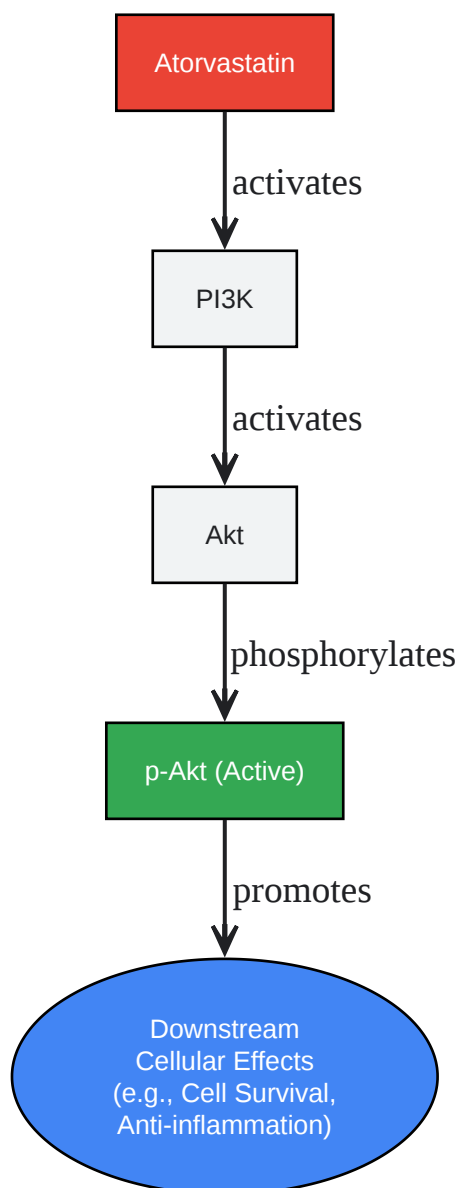 Atorvastatin
activates
PI3K
activates
Akt
phosphorylates
p-Akt (Active)
promotes
Downstream
Cellular Effects
(e.g., Cell Survival,
Anti-inflammation)